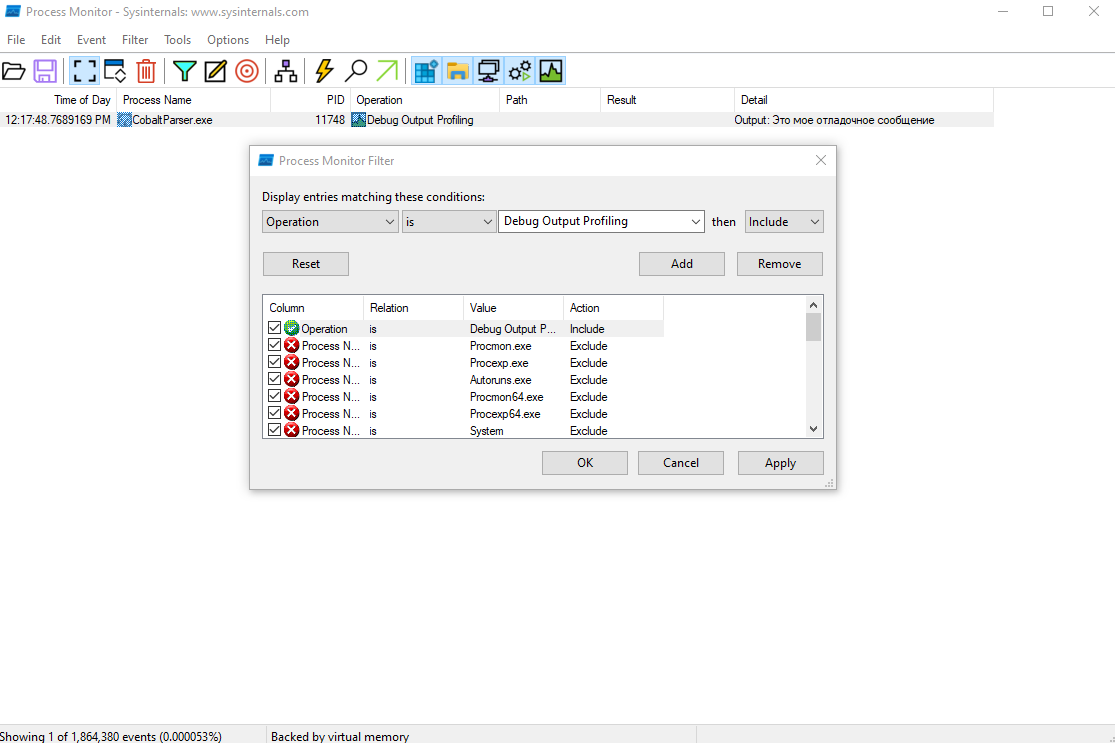 Process Monitor - Sysinternals: www.sysinternals.com
File Edit Event Filter Tools Options Help
Time of Day Process Name PID Operation Path Result Detail
12:17:48.7689169 PM CobaltParser.exe 11748 Debug Output Profiling Output: Это мое отладочное сообщение
Process Monitor Filter
Display entries matching these conditions:
Operation is Debug Output Profiling then Include
Reset Add Remove
Column Relation Value Action
Operation is Debug Output P... Include
Process N... is Procmon.exe Exclude
Process N... is Procexp.exe Exclude
Process N... is Autoruns.exe Exclude
Process N... is Procmon64.exe Exclude
Process N... is Procexp64.exe Exclude
Process N... is System Exclude
OK Cancel Apply
Showing 1 of 1,864,380 events (0.000053%) Backed by virtual memory